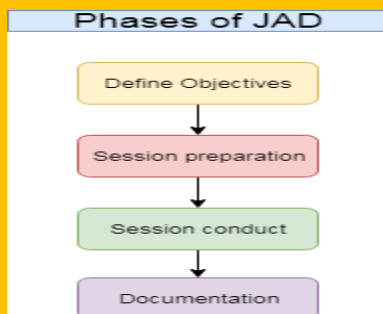 Phases of JAD
Define Objectives
Session preparation
Session conduct
Documentation